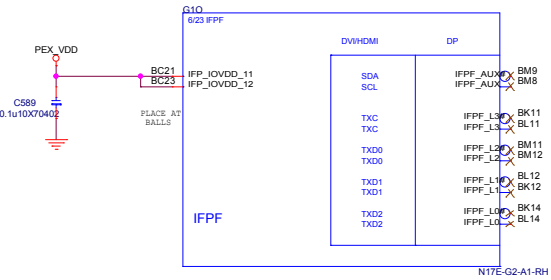 G1O
6/23 IFPF
DVI/HDMI DP
PEX_VDD
BC21 IFP_IOVDD_11
BC23 IFP_IOVDD_12
C589
0.1u10X70402
PLACE AT
BALLS
SDA IFPF_AUX# BM9
SCL IFPF_AUX BM8
TXC IFPF_L3# BK11
TXC IFPF_L3 BL11
TXD0 IFPF_L2# BM11
TXD0 IFPF_L2 BM12
TXD1 IFPF_L1# BL12
TXD1 IFPF_L1 BK12
TXD2 IFPF_L0# BK14
TXD2 IFPF_L0 BL14
IFPF
N17E-G2-A1-RH